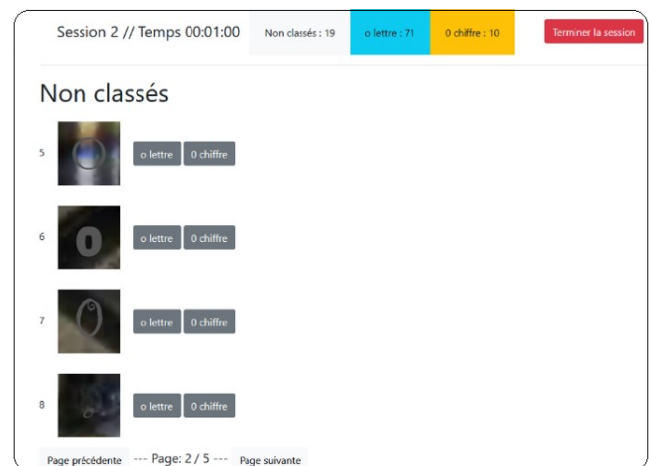 Session 2 // Temps 00:01:00 Non classés : 19 o lettre : 71 0 chiffre : 10 Terminer la session
Non classés
5 o lettre 0 chiffre
6 o lettre 0 chiffre
7 o lettre 0 chiffre
8 o lettre 0 chiffre
Page précédente --- Page: 2 / 5 --- Page suivante